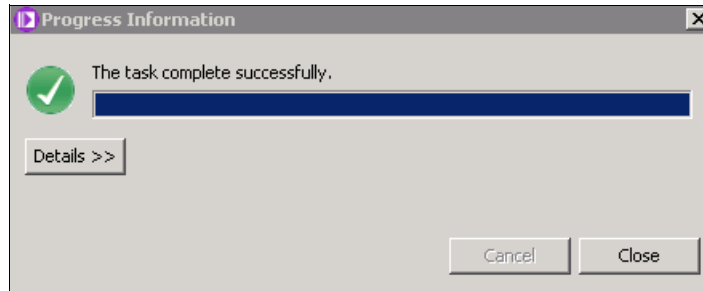 Progress Information
The task complete successfully.
Details >>
Cancel
Close